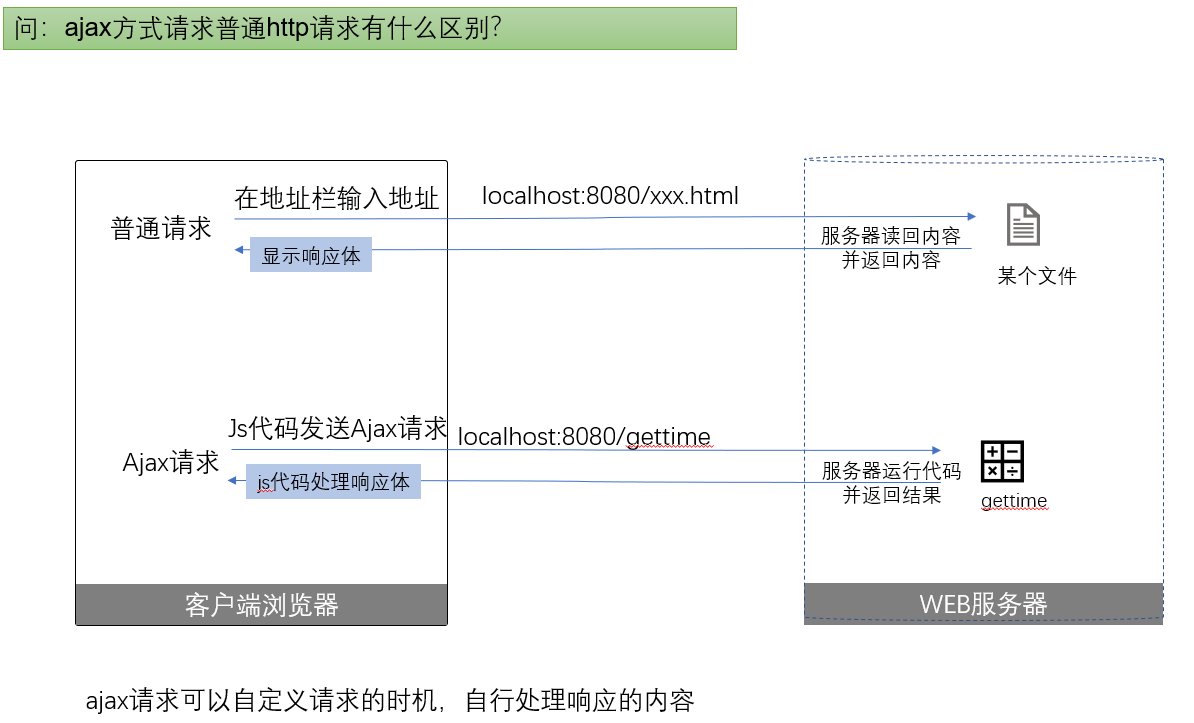 问：ajax方式请求普通http请求有什么区别？
在地址栏输入地址
localhost:8080/xxx.html
普通请求
显示响应体
服务器读回内容
并返回内容
某个文件
Js代码发送Ajax请求
localhost:8080/gettime
Ajax请求
js代码处理响应体
服务器运行代码
并返回结果
gettime
客户端浏览器
WEB服务器
ajax请求可以自定义请求的时机，自行处理响应的内容